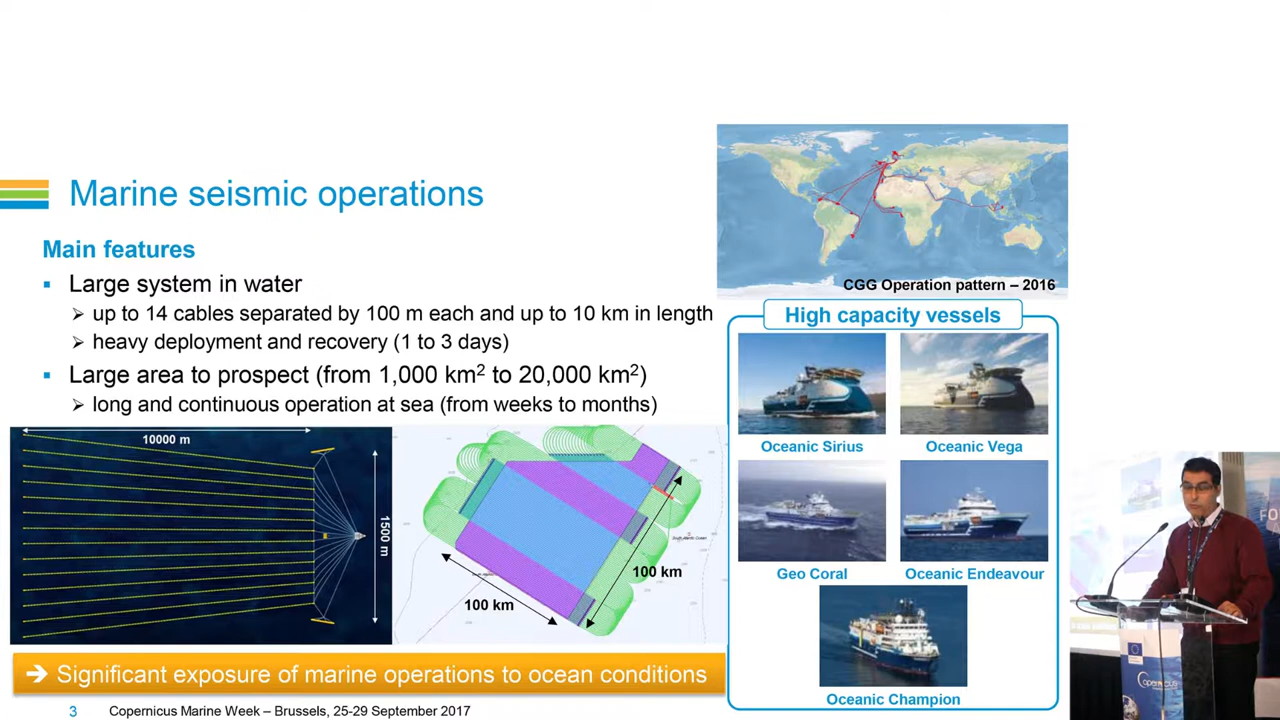 Marine seismic operations
Main features
▪ Large system in water
➢ up to 14 cables separated by 100 m each and up to 10 km in length
➢ heavy deployment and recovery (1 to 3 days)
▪ Large area to prospect (from 1,000 km² to 20,000 km²)
➢ long and continuous operation at sea (from weeks to months)
10000 m
1500 m
100 km
100 km
➔ Significant exposure of marine operations to ocean conditions
CGG Operation pattern – 2016
High capacity vessels
Oceanic Sirius
Oceanic Vega
Geo Coral
Oceanic Endeavour
Oceanic Champion
3
Copernicus Marine Week – Brussels, 25-29 September 2017
opernicus